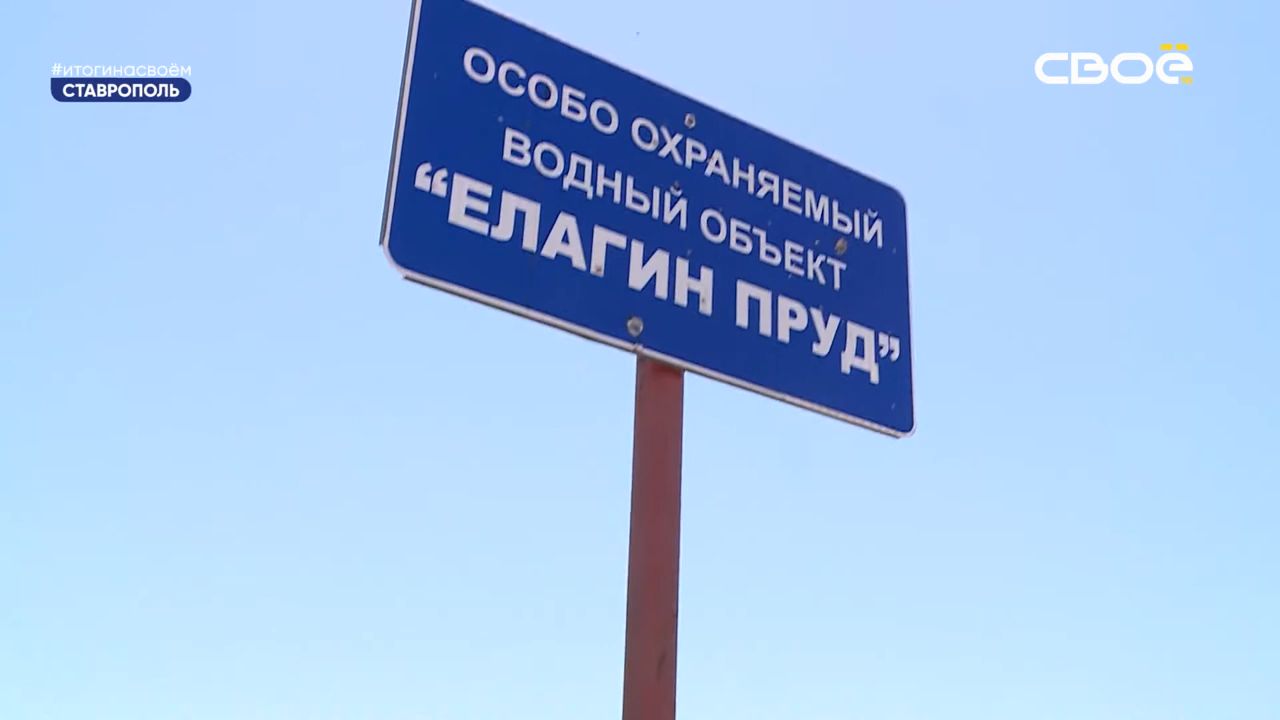 #итогинасвоём
СТАВРОПОЛЬ
СВОЁ
ОСОБО ОХРАНЯЕМЫЙ
ВОДНЫЙ ОБЪЕКТ
“ЕЛАГИН ПРУД”